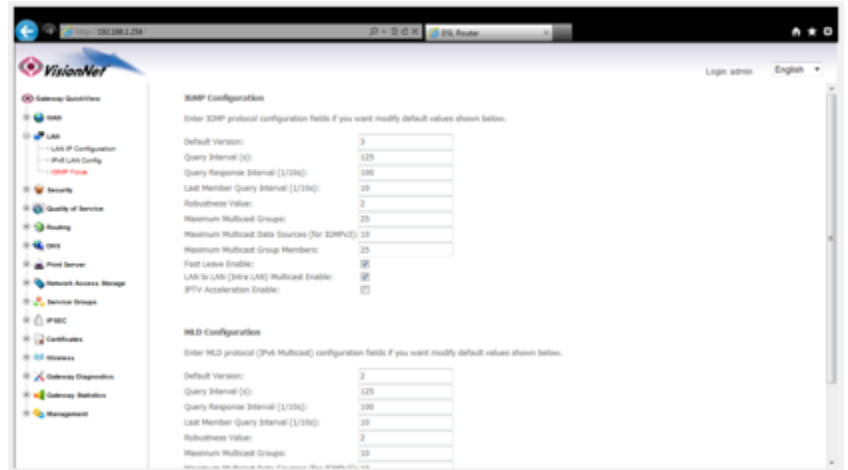 http://192.168.1.254
DSL Router
VisionNet
Login: admin
English
Gateway QuickView
WAN
LAN
LAN IP Configuration
IPv6 LAN Config
Security
Quality of Service
Routing
DNS
Print Server
Network Access Storage
Service Groups
IPSEC
Certificates
Wireless
Gateway Diagnostics
Gateway Statistics
Management
IGMP Configuration
Enter IGMP protocol configuration fields if you want modify default values shown below.
Default Version: 3
Query Interval (s): 125
Query Response Interval (1/10s): 100
Last Member Query Interval (1/10s): 10
Robustness Value: 2
Maximum Multicast Groups: 25
Maximum Multicast Data Sources (for IGMPv3): 10
Maximum Multicast Group Members: 25
Fast Leave Enable:
LAN to LAN (Intra LAN) Multicast Enable:
IPTV Acceleration Enable:
MLD Configuration
Enter MLD protocol (IPv6 Multicast) configuration fields if you want modify default values shown below.
Default Version: 2
Query Interval (s): 125
Query Response Interval (1/10s): 100
Last Member Query Interval (1/10s): 10
Robustness Value: 2
Maximum Multicast Groups: 10